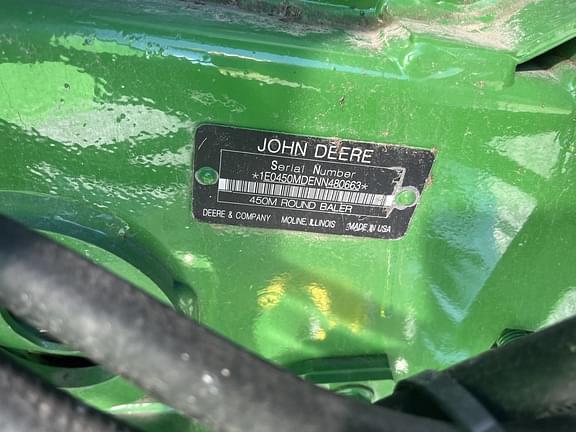 JOHN DEERE
Serial Number
*1E0450MDENN480663*
450M ROUND BALER
DEERE & COMPANY MOLINE, ILLINOIS MADE IN USA